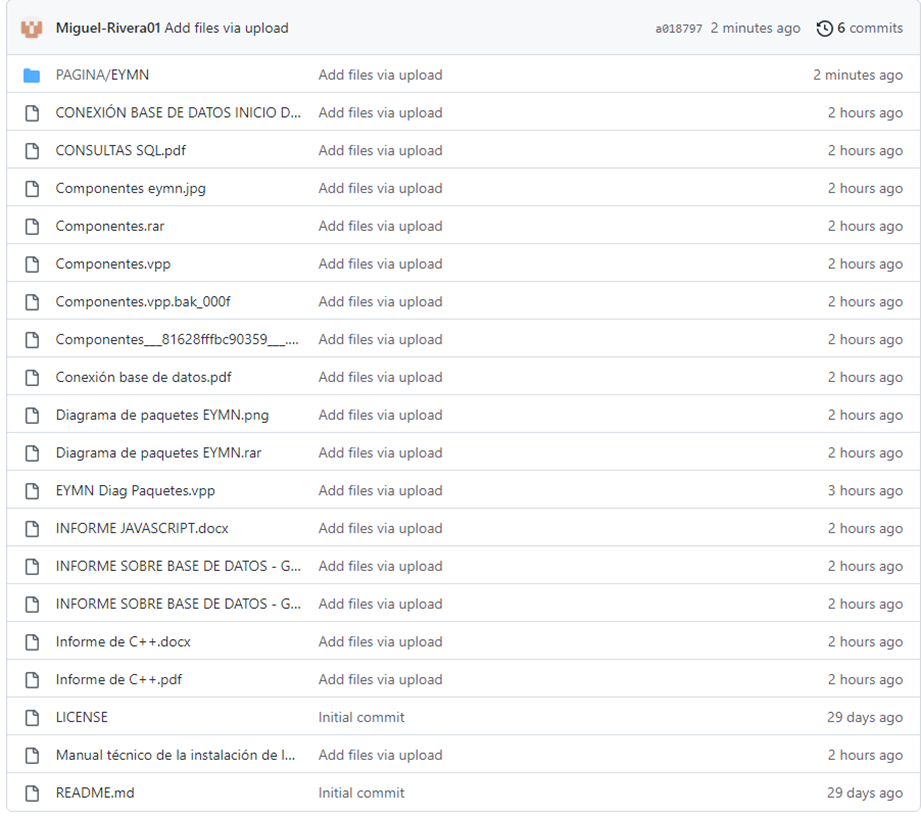 Miguel-Rivera01 Add files via upload a018797 2 minutes ago 6 commits
PAGINA/EYMN Add files via upload 2 minutes ago
CONEXIÓN BASE DE DATOS INICIO D... Add files via upload 2 hours ago
CONSULTAS SQL.pdf Add files via upload 2 hours ago
Componentes eymn.jpg Add files via upload 2 hours ago
Componentes.rar Add files via upload 2 hours ago
Componentes.vpp Add files via upload 2 hours ago
Componentes.vpp.bak_000f Add files via upload 2 hours ago
Componentes___81628fffbc90359___.... Add files via upload 2 hours ago
Conexión base de datos.pdf Add files via upload 2 hours ago
Diagrama de paquetes EYMN.png Add files via upload 2 hours ago
Diagrama de paquetes EYMN.rar Add files via upload 2 hours ago
EYMN Diag Paquetes.vpp Add files via upload 3 hours ago
INFORME JAVASCRIPT.docx Add files via upload 2 hours ago
INFORME SOBRE BASE DE DATOS - G... Add files via upload 2 hours ago
INFORME SOBRE BASE DE DATOS - G... Add files via upload 2 hours ago
Informe de C++.docx Add files via upload 2 hours ago
Informe de C++.pdf Add files via upload 2 hours ago
LICENSE Initial commit 29 days ago
Manual técnico de la instalación de l... Add files via upload 2 hours ago
README.md Initial commit 29 days ago